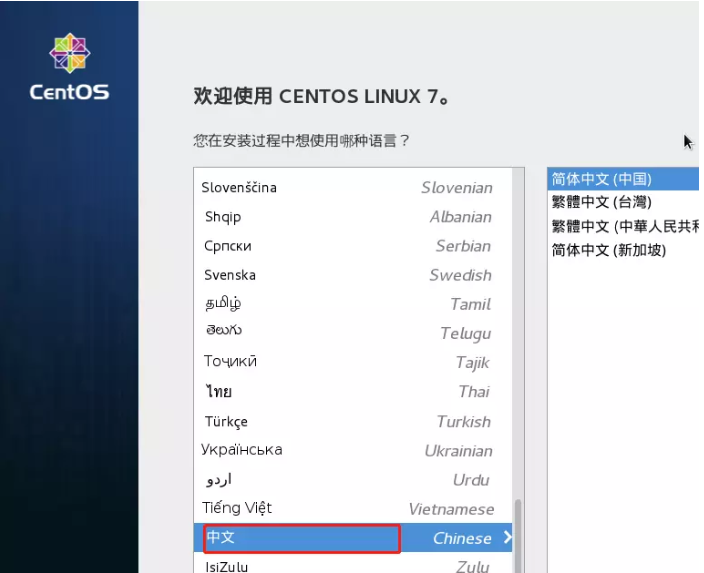 CentOS
欢迎使用 CENTOS LINUX 7。
您在安装过程中想使用哪种语言？
Slovenščina Slovenian
Shqip Albanian
Српски Serbian
Svenska Swedish
தமிழ் Tamil
తెలుగు Telugu
Тоҷикӣ Tajik
ไทย Thai
Türkçe Turkish
Українська Ukrainian
اردو Urdu
Tiếng Việt Vietnamese
中文 Chinese
IsiZulu Zulu
简体中文 (中国)
繁體中文 (台灣)
繁體中文 (中華人民共和
简体中文 (新加坡)